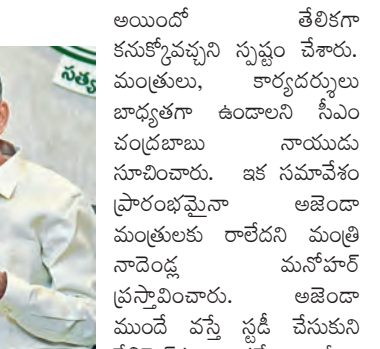 అయిందో తేలికగా
కనుక్కోవచ్చని స్పష్టం చేశారు.
మంత్రులు, కార్యదర్శులు
బాధ్యతగా ఉండాలని సీఎం
చంద్రబాబు నాయుడు
సూచించారు. ఇక సమావేశం
ప్రారంభమైనా అజెండా
మంత్రులకు రాలేదని మంత్రి
నాదెండ్ల మనోహర్
ప్రస్తావించారు. అజెండా
ముందే వస్తే స్టడీ చేసుకుని
సత్య